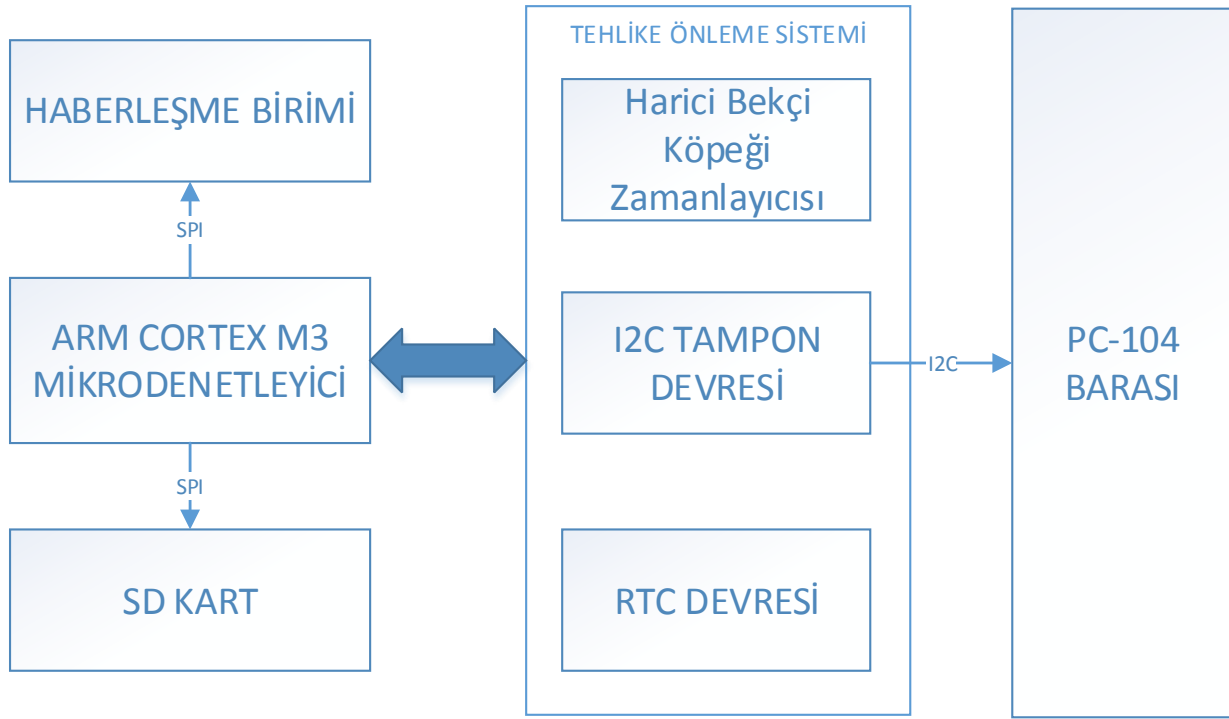 HABERLEŞME BİRİMİ
SPI
ARM CORTEX M3
MİKRODENETLEYİCİ
SPI
SD KART
TEHLİKE ÖNLEME SİSTEMİ
Harici Bekçi
Köpeği
Zamanlayıcısı
I2C TAMPON
DEVRESİ
RTC DEVRESİ
I2C
PC-104
BARASI